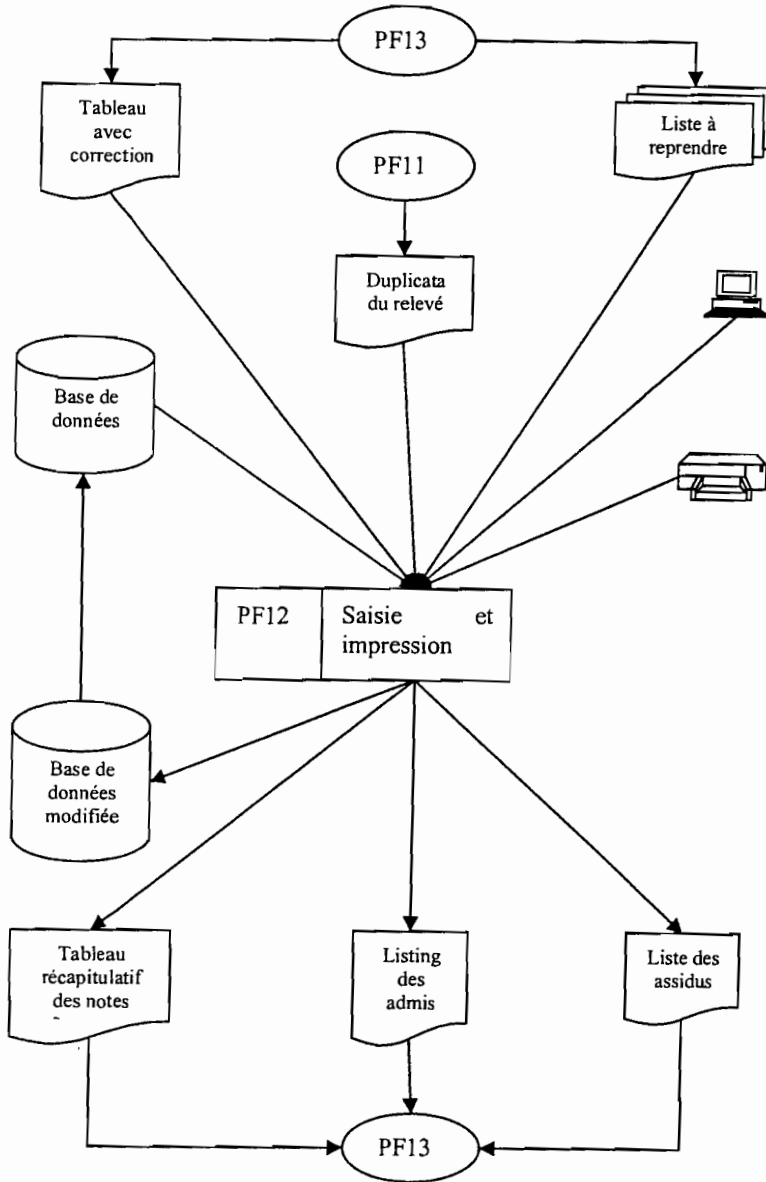 PF13
Tableau
avec
correction
Liste à
reprendre
PF11
Duplicata
du relevé
Base de
données
PF12
Saisie et
impression
Base de
données
modifiée
Tableau
récapitulatif
des notes
Listing
des
admis
Liste des
assidus
PF13